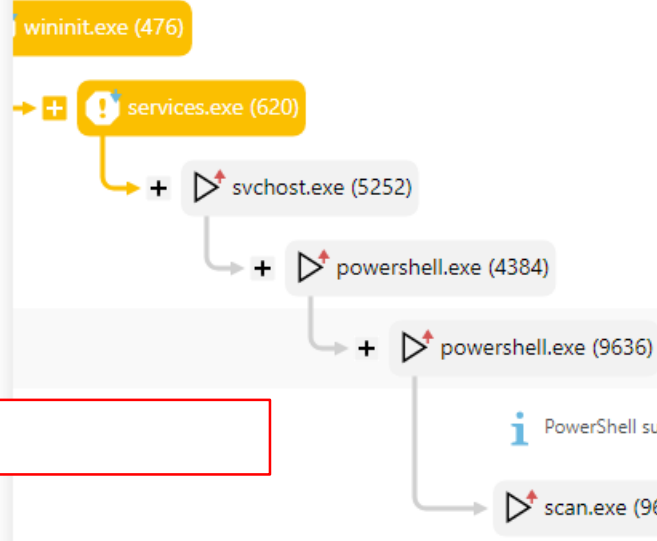 wininit.exe (476)
services.exe (620)
svchost.exe (5252)
powershell.exe (4384)
powershell.exe (9636)
PowerShell su
scan.exe (96